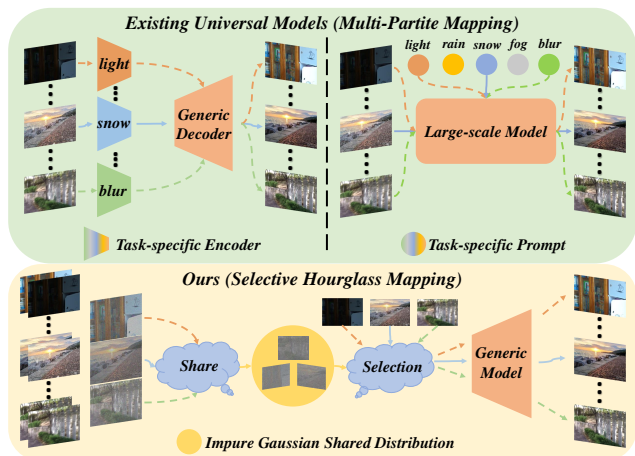 Existing Universal Models (Multi-Partite Mapping)
light
snow
blur
Generic
Decoder
Task-specific Encoder
light
rain
snow
fog
blur
Large-scale Model
Task-specific Prompt
Ours (Selective Hourglass Mapping)
Share
Selection
Generic
Model
Impure Gaussian Shared Distribution